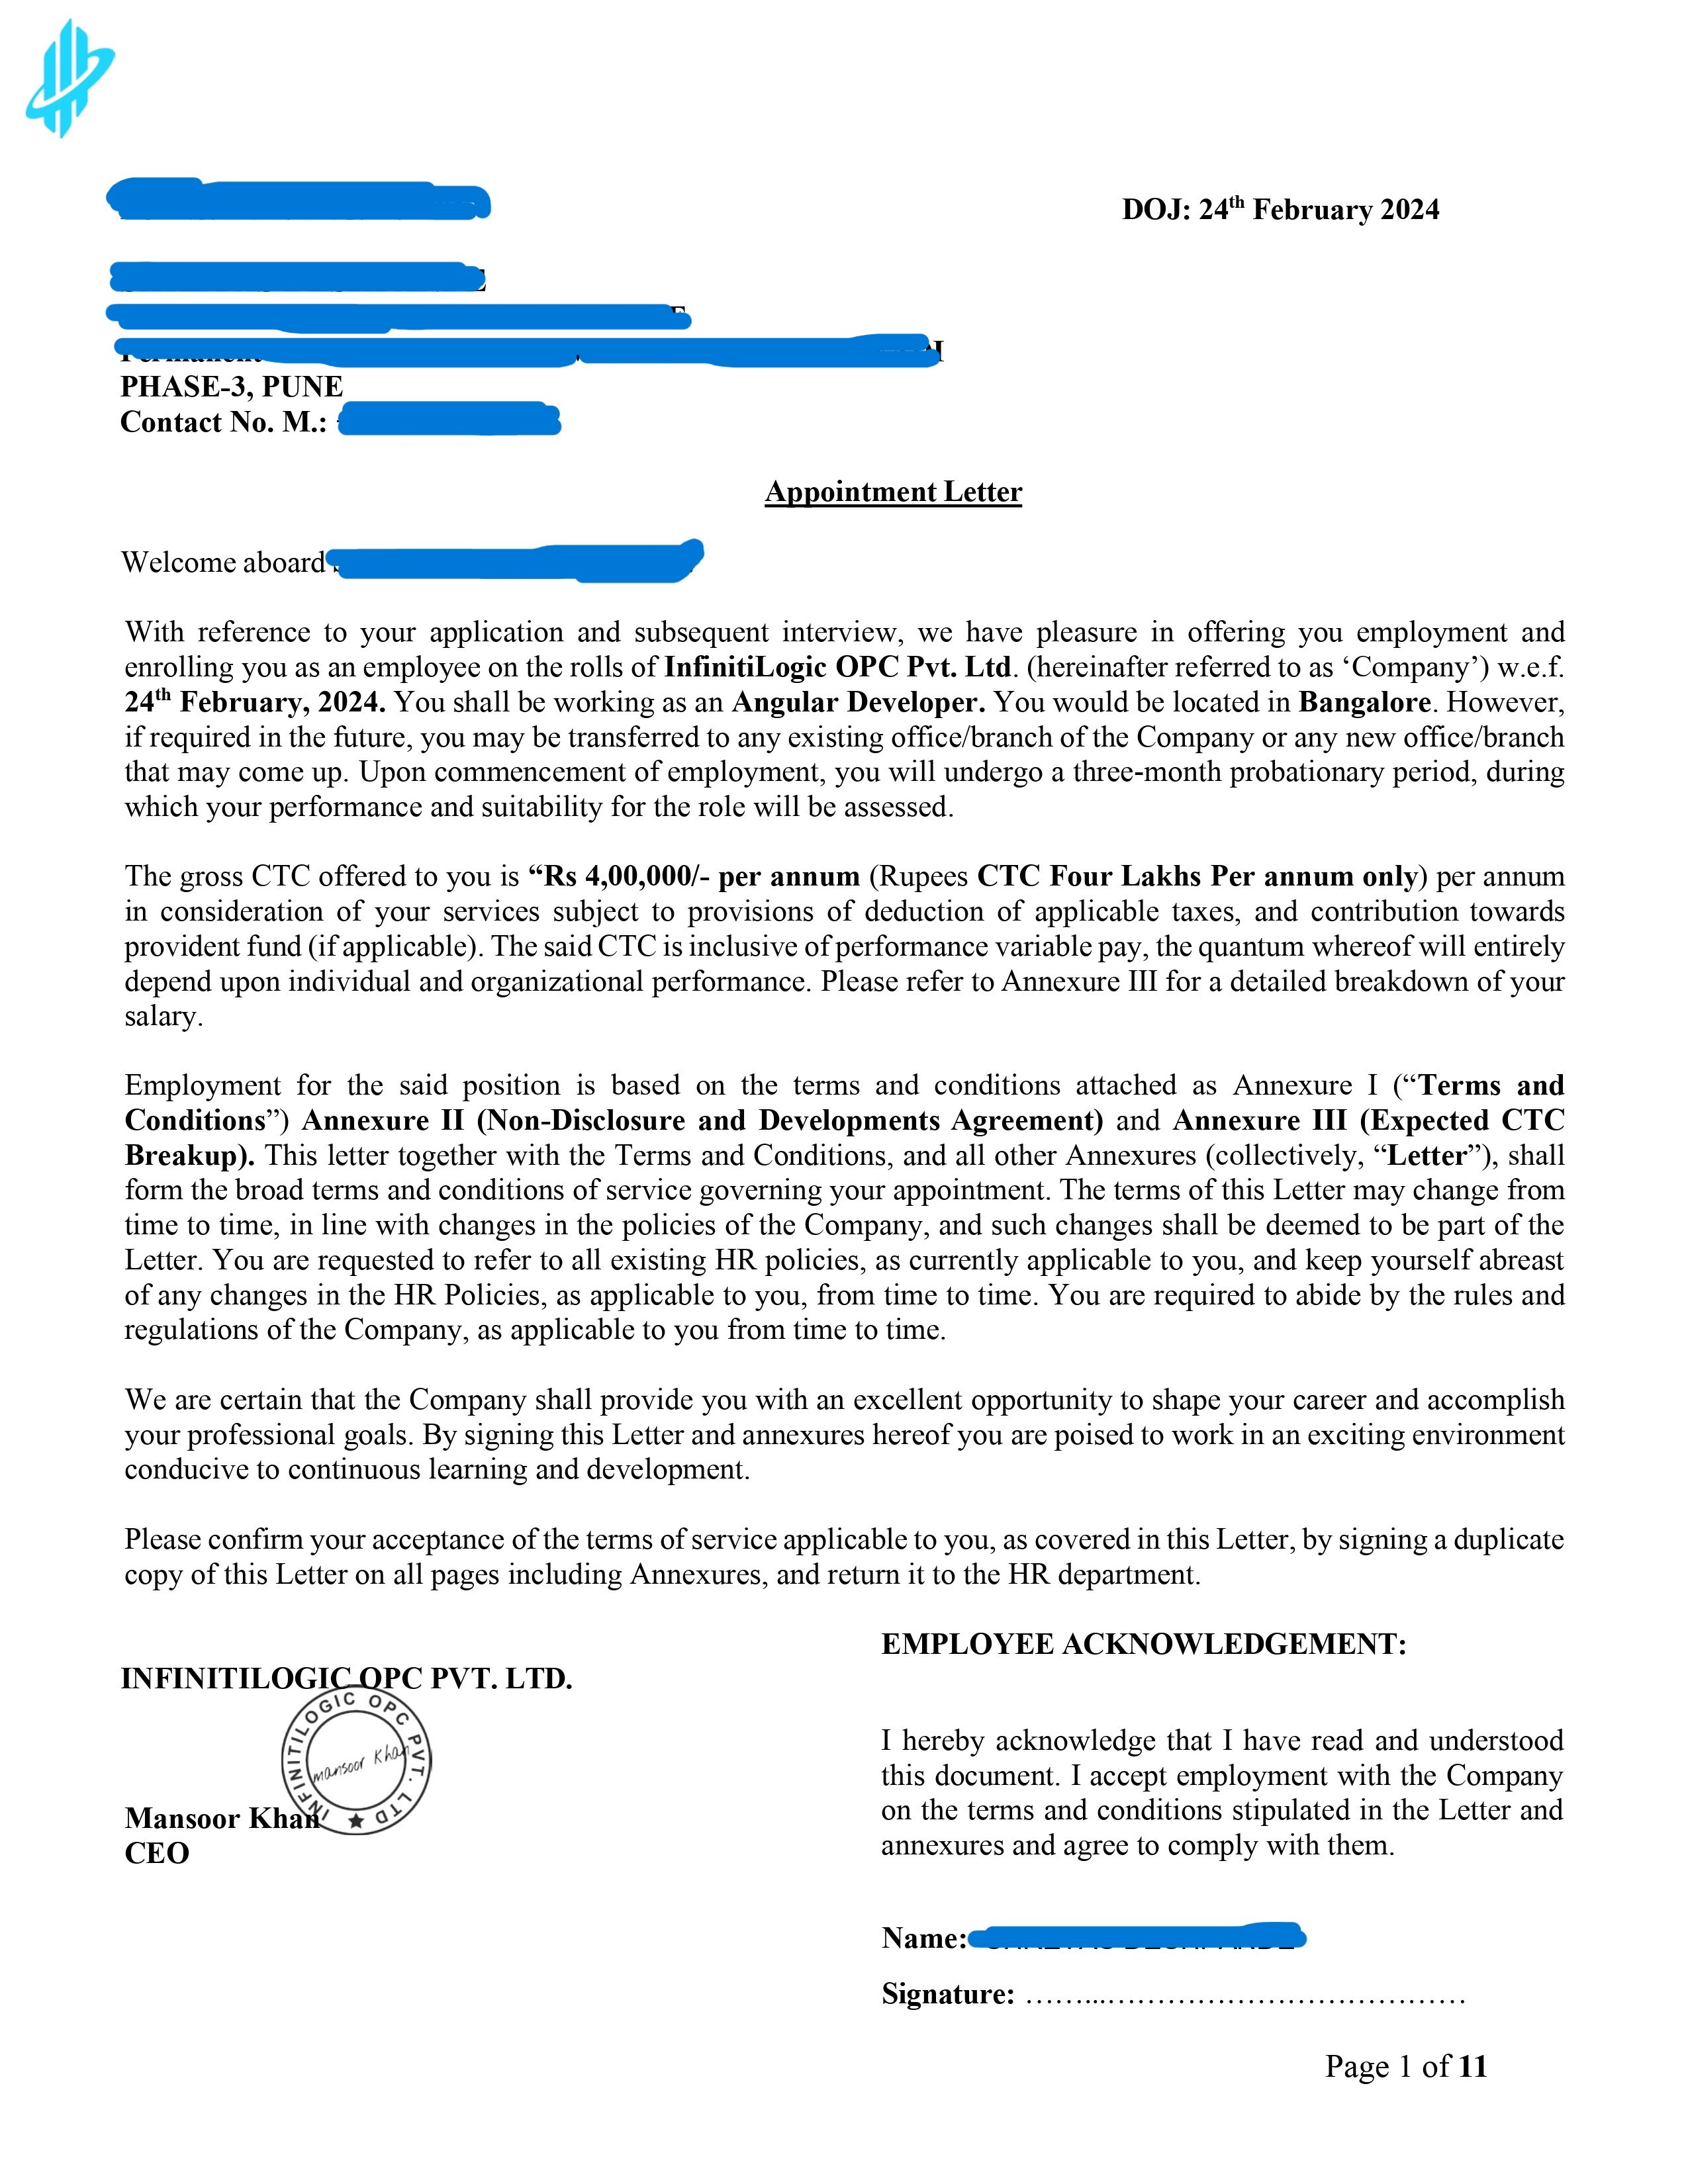 DOJ: 24th February 2024
PHASE-3, PUNE
Contact No. M.:
Appointment Letter
Welcome aboard
With reference to your application and subsequent interview, we have pleasure in offering you employment and
enrolling you as an employee on the rolls of InfinitiLogic OPC Pvt. Ltd. (hereinafter referred to as ‘Company’) w.e.f.
24th February, 2024. You shall be working as an Angular Developer. You would be located in Bangalore. However,
if required in the future, you may be transferred to any existing office/branch of the Company or any new office/branch
that may come up. Upon commencement of employment, you will undergo a three-month probationary period, during
which your performance and suitability for the role will be assessed.
The gross CTC offered to you is “Rs 4,00,000/- per annum (Rupees CTC Four Lakhs Per annum only) per annum
in consideration of your services subject to provisions of deduction of applicable taxes, and contribution towards
provident fund (if applicable). The said CTC is inclusive of performance variable pay, the quantum whereof will entirely
depend upon individual and organizational performance. Please refer to Annexure III for a detailed breakdown of your
salary.
Employment for the said position is based on the terms and conditions attached as Annexure I (“Terms and
Conditions”) Annexure II (Non-Disclosure and Developments Agreement) and Annexure III (Expected CTC
Breakup). This letter together with the Terms and Conditions, and all other Annexures (collectively, “Letter”), shall
form the broad terms and conditions of service governing your appointment. The terms of this Letter may change from
time to time, in line with changes in the policies of the Company, and such changes shall be deemed to be part of the
Letter. You are requested to refer to all existing HR policies, as currently applicable to you, and keep yourself abreast
of any changes in the HR Policies, as applicable to you, from time to time. You are required to abide by the rules and
regulations of the Company, as applicable to you from time to time.
We are certain that the Company shall provide you with an excellent opportunity to shape your career and accomplish
your professional goals. By signing this Letter and annexures hereof you are poised to work in an exciting environment
conducive to continuous learning and development.
Please confirm your acceptance of the terms of service applicable to you, as covered in this Letter, by signing a duplicate
copy of this Letter on all pages including Annexures, and return it to the HR department.
INFINITILOGIC OPC PVT. LTD.
INFINITILOGIC OPC PVT. LTD
mansoor Khan
Mansoor Khan
CEO
EMPLOYEE ACKNOWLEDGEMENT:
I hereby acknowledge that I have read and understood
this document. I accept employment with the Company
on the terms and conditions stipulated in the Letter and
annexures and agree to comply with them.
Name:
Signature: ……...………………………………
Page 1 of 11